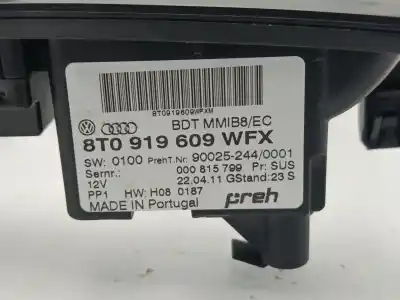 8T0919609WFXM
BDT MMIB8/EC
8T0 919 609 WFX
SW: 0100 PrehT.Nr: 90025-244/0001
Sernr.: 000 815 799 Pr: SUS
12V 22.04.11 GStand: 23 S
PP1 HW: H08 0187
MADE IN Portugal preh